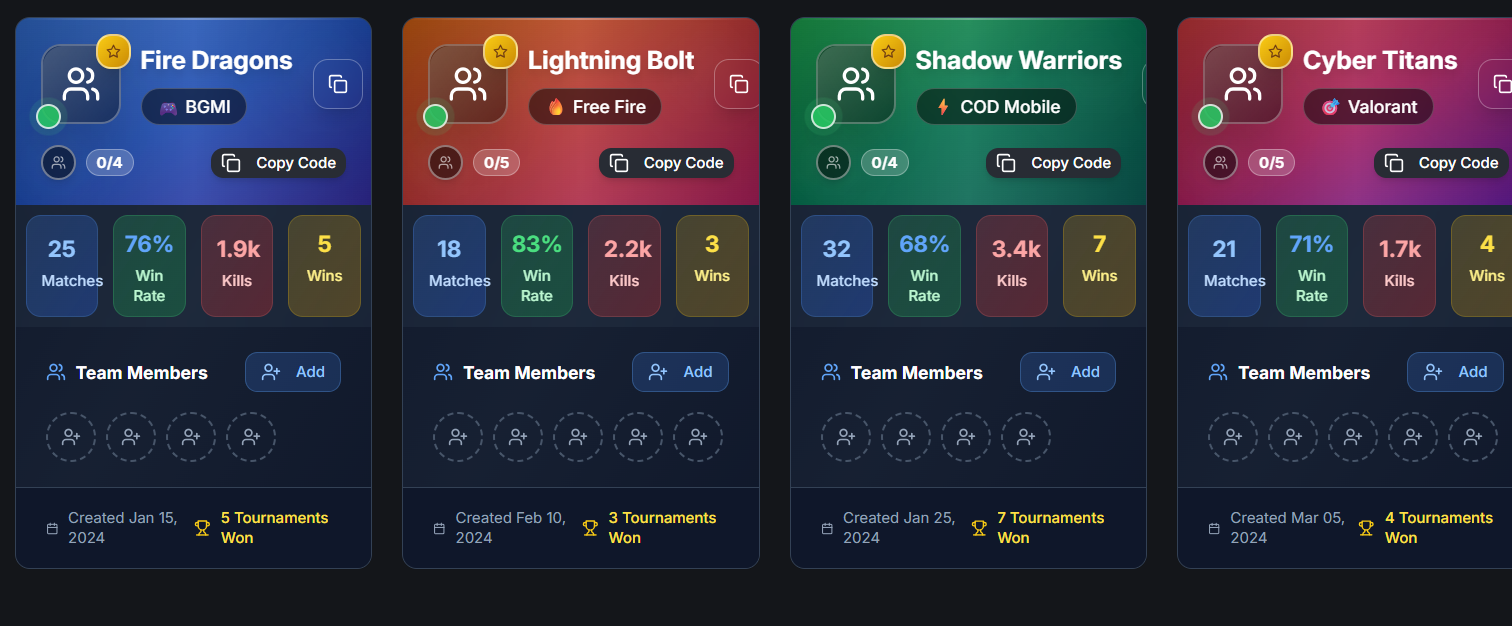 Fire Dragons
BGMI
0/4
Copy Code
25
Matches
76%
Win
Rate
1.9k
Kills
5
Wins
Team Members
Add
Created Jan 15,
2024
5 Tournaments
Won
Lightning Bolt
Free Fire
0/5
Copy Code
18
Matches
83%
Win
Rate
2.2k
Kills
3
Wins
Team Members
Add
Created Feb 10,
2024
3 Tournaments
Won
Shadow Warriors
COD Mobile
0/4
Copy Code
32
Matches
68%
Win
Rate
3.4k
Kills
7
Wins
Team Members
Add
Created Jan 25,
2024
7 Tournaments
Won
Cyber Titans
Valorant
0/5
Copy Code
21
Matches
71%
Win
Rate
1.7k
Kills
4
Wins
Team Members
Add
Created Mar 05,
2024
4 Tournaments
Won